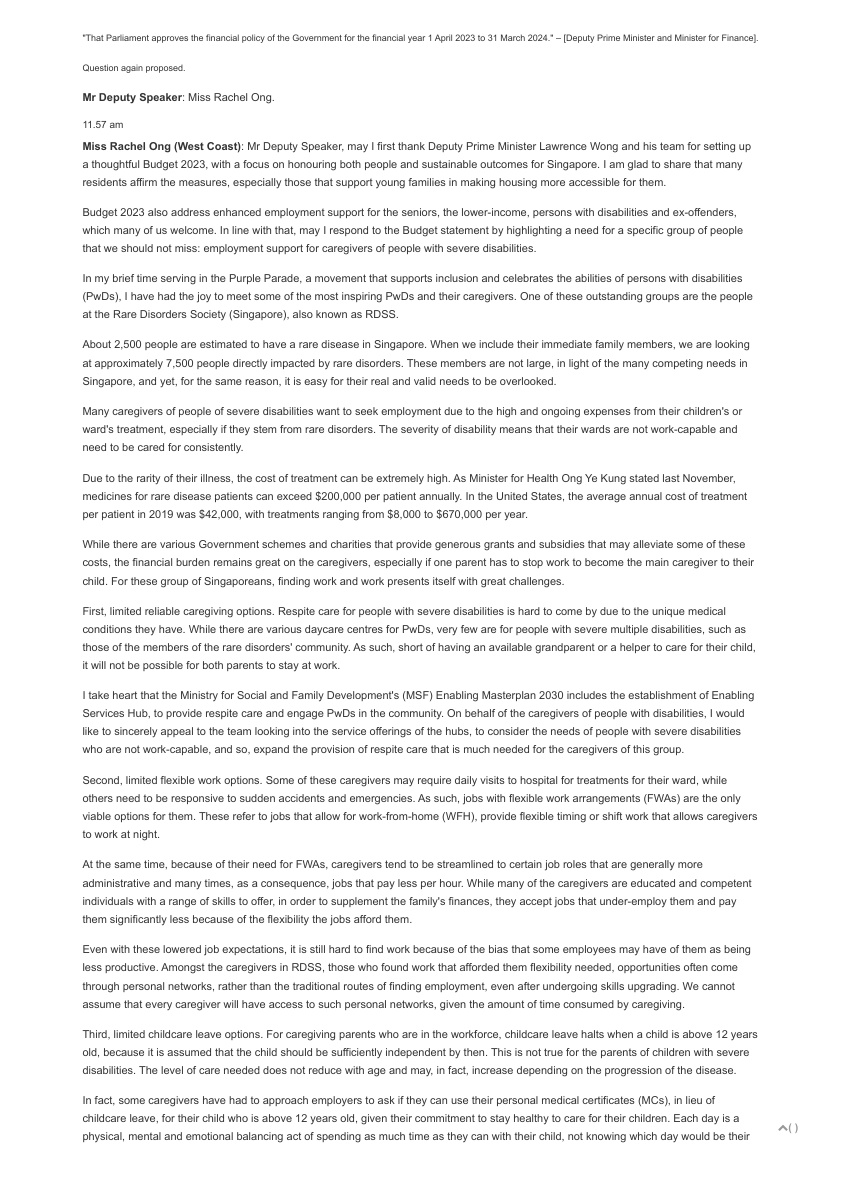 "That Parliament approves the financial policy of the Government for the financial year 1 April 2023 to 31 March 2024." – [Deputy Prime Minister and Minister for Finance].
Question again proposed.
Mr Deputy Speaker: Miss Rachel Ong.
11.57 am
Miss Rachel Ong (West Coast): Mr Deputy Speaker, may I first thank Deputy Prime Minister Lawrence Wong and his team for setting up
a thoughtful Budget 2023, with a focus on honouring both people and sustainable outcomes for Singapore. I am glad to share that many
residents affirm the measures, especially those that support young families in making housing more accessible for them.
Budget 2023 also address enhanced employment support for the seniors, the lower-income, persons with disabilities and ex-offenders,
which many of us welcome. In line with that, may I respond to the Budget statement by highlighting a need for a specific group of people
that we should not miss: employment support for caregivers of people with severe disabilities.
In my brief time serving in the Purple Parade, a movement that supports inclusion and celebrates the abilities of persons with disabilities
(PwDs), I have had the joy to meet some of the most inspiring PwDs and their caregivers. One of these outstanding groups are the people
at the Rare Disorders Society (Singapore), also known as RDSS.
About 2,500 people are estimated to have a rare disease in Singapore. When we include their immediate family members, we are looking
at approximately 7,500 people directly impacted by rare disorders. These members are not large, in light of the many competing needs in
Singapore, and yet, for the same reason, it is easy for their real and valid needs to be overlooked.
Many caregivers of people of severe disabilities want to seek employment due to the high and ongoing expenses from their children's or
ward's treatment, especially if they stem from rare disorders. The severity of disability means that their wards are not work-capable and
need to be cared for consistently.
Due to the rarity of their illness, the cost of treatment can be extremely high. As Minister for Health Ong Ye Kung stated last November,
medicines for rare disease patients can exceed $200,000 per patient annually. In the United States, the average annual cost of treatment
per patient in 2019 was $42,000, with treatments ranging from $8,000 to $670,000 per year.
While there are various Government schemes and charities that provide generous grants and subsidies that may alleviate some of these
costs, the financial burden remains great on the caregivers, especially if one parent has to stop work to become the main caregiver to their
child. For these group of Singaporeans, finding work and work presents itself with great challenges.
First, limited reliable caregiving options. Respite care for people with severe disabilities is hard to come by due to the unique medical
conditions they have. While there are various daycare centres for PwDs, very few are for people with severe multiple disabilities, such as
those of the members of the rare disorders' community. As such, short of having an available grandparent or a helper to care for their child,
it will not be possible for both parents to stay at work.
I take heart that the Ministry for Social and Family Development's (MSF) Enabling Masterplan 2030 includes the establishment of Enabling
Services Hub, to provide respite care and engage PwDs in the community. On behalf of the caregivers of people with disabilities, I would
like to sincerely appeal to the team looking into the service offerings of the hubs, to consider the needs of people with severe disabilities
who are not work-capable, and so, expand the provision of respite care that is much needed for the caregivers of this group.
Second, limited flexible work options. Some of these caregivers may require daily visits to hospital for treatments for their ward, while
others need to be responsive to sudden accidents and emergencies. As such, jobs with flexible work arrangements (FWAs) are the only
viable options for them. These refer to jobs that allow for work-from-home (WFH), provide flexible timing or shift work that allows caregivers
to work at night.
At the same time, because of their need for FWAs, caregivers tend to be streamlined to certain job roles that are generally more
administrative and many times, as a consequence, jobs that pay less per hour. While many of the caregivers are educated and competent
individuals with a range of skills to offer, in order to supplement the family's finances, they accept jobs that under-employ them and pay
them significantly less because of the flexibility the jobs afford them.
Even with these lowered job expectations, it is still hard to find work because of the bias that some employees may have of them as being
less productive. Amongst the caregivers in RDSS, those who found work that afforded them flexibility needed, opportunities often come
through personal networks, rather than the traditional routes of finding employment, even after undergoing skills upgrading. We cannot
assume that every caregiver will have access to such personal networks, given the amount of time consumed by caregiving.
Third, limited childcare leave options. For caregiving parents who are in the workforce, childcare leave halts when a child is above 12 years
old, because it is assumed that the child should be sufficiently independent by then. This is not true for the parents of children with severe
disabilities. The level of care needed does not reduce with age and may, in fact, increase depending on the progression of the disease.
In fact, some caregivers have had to approach employers to ask if they can use their personal medical certificates (MCs), in lieu of
childcare leave, for their child who is above 12 years old, given their commitment to stay healthy to care for their children. Each day is a
physical, mental and emotional balancing act of spending as much time as they can with their child, not knowing which day would be their
( )